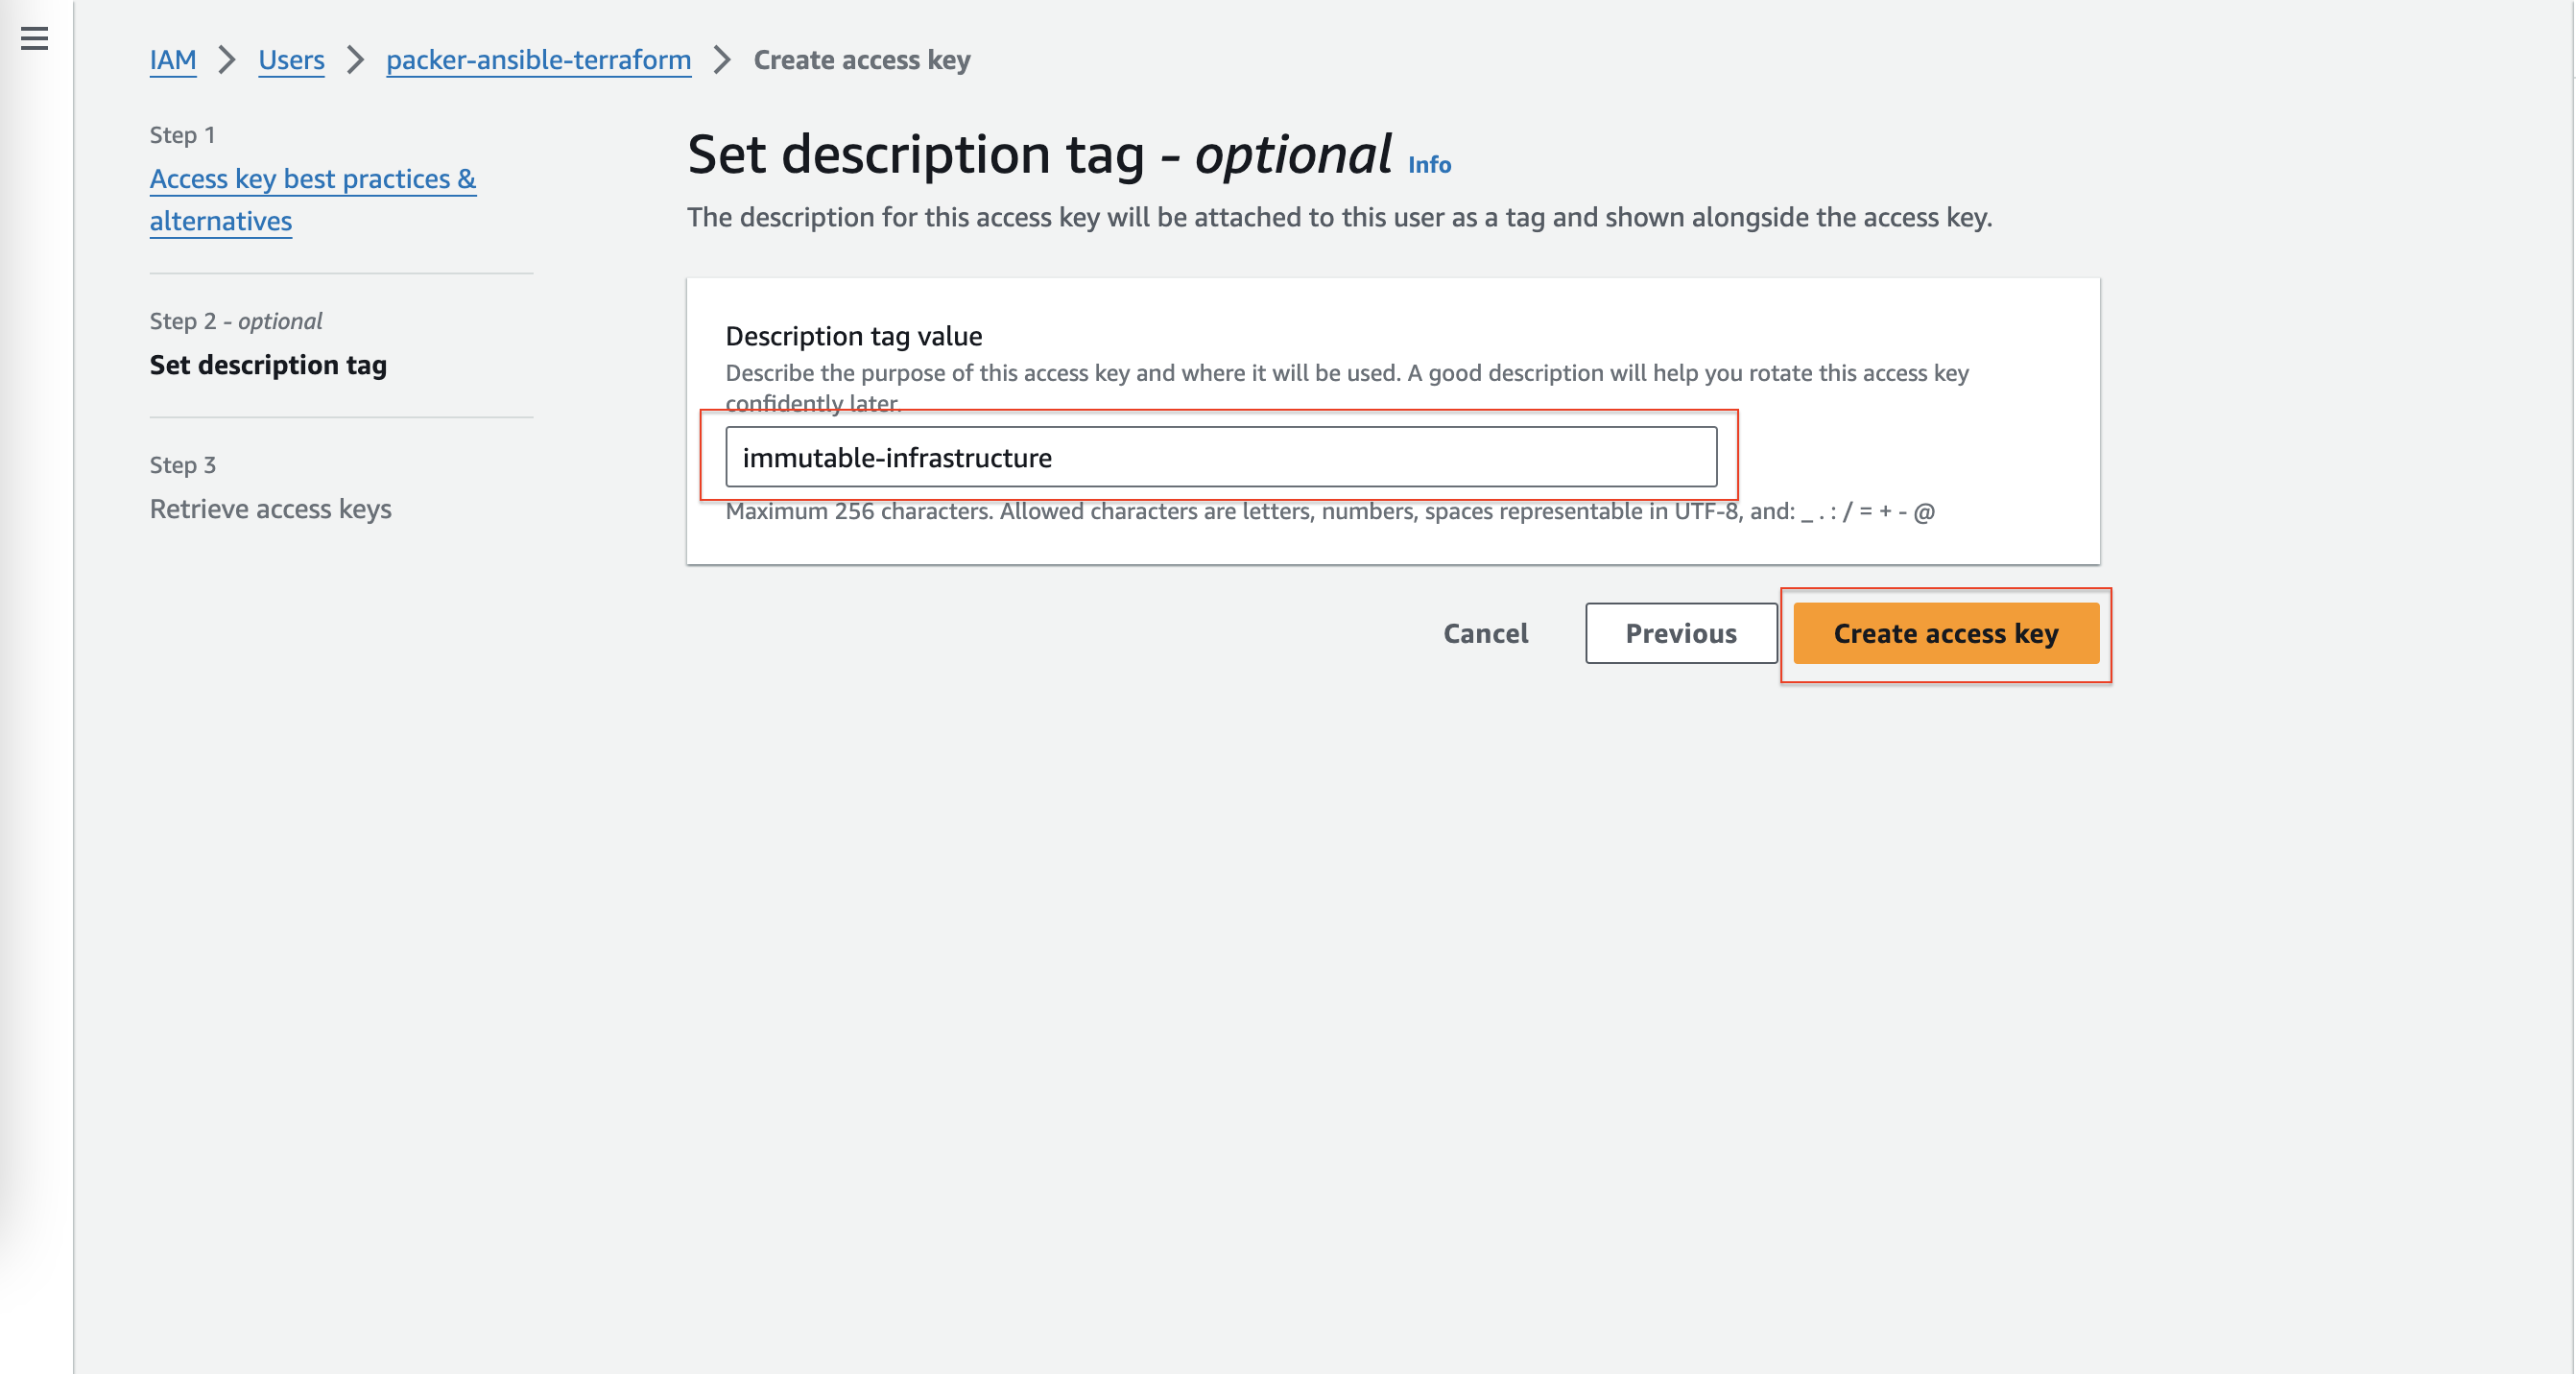 IAM > Users > packer-ansible-terraform > Create access key
Step 1
Access key best practices &
alternatives
Step 2 - optional
Set description tag
Step 3
Retrieve access keys
Set description tag - optional Info
The description for this access key will be attached to this user as a tag and shown alongside the access key.
Description tag value
Describe the purpose of this access key and where it will be used. A good description will help you rotate this access key
confidently later.
immutable-infrastructure
Maximum 256 characters. Allowed characters are letters, numbers, spaces representable in UTF-8, and: _ . : / = + - @
Cancel
Previous
Create access key